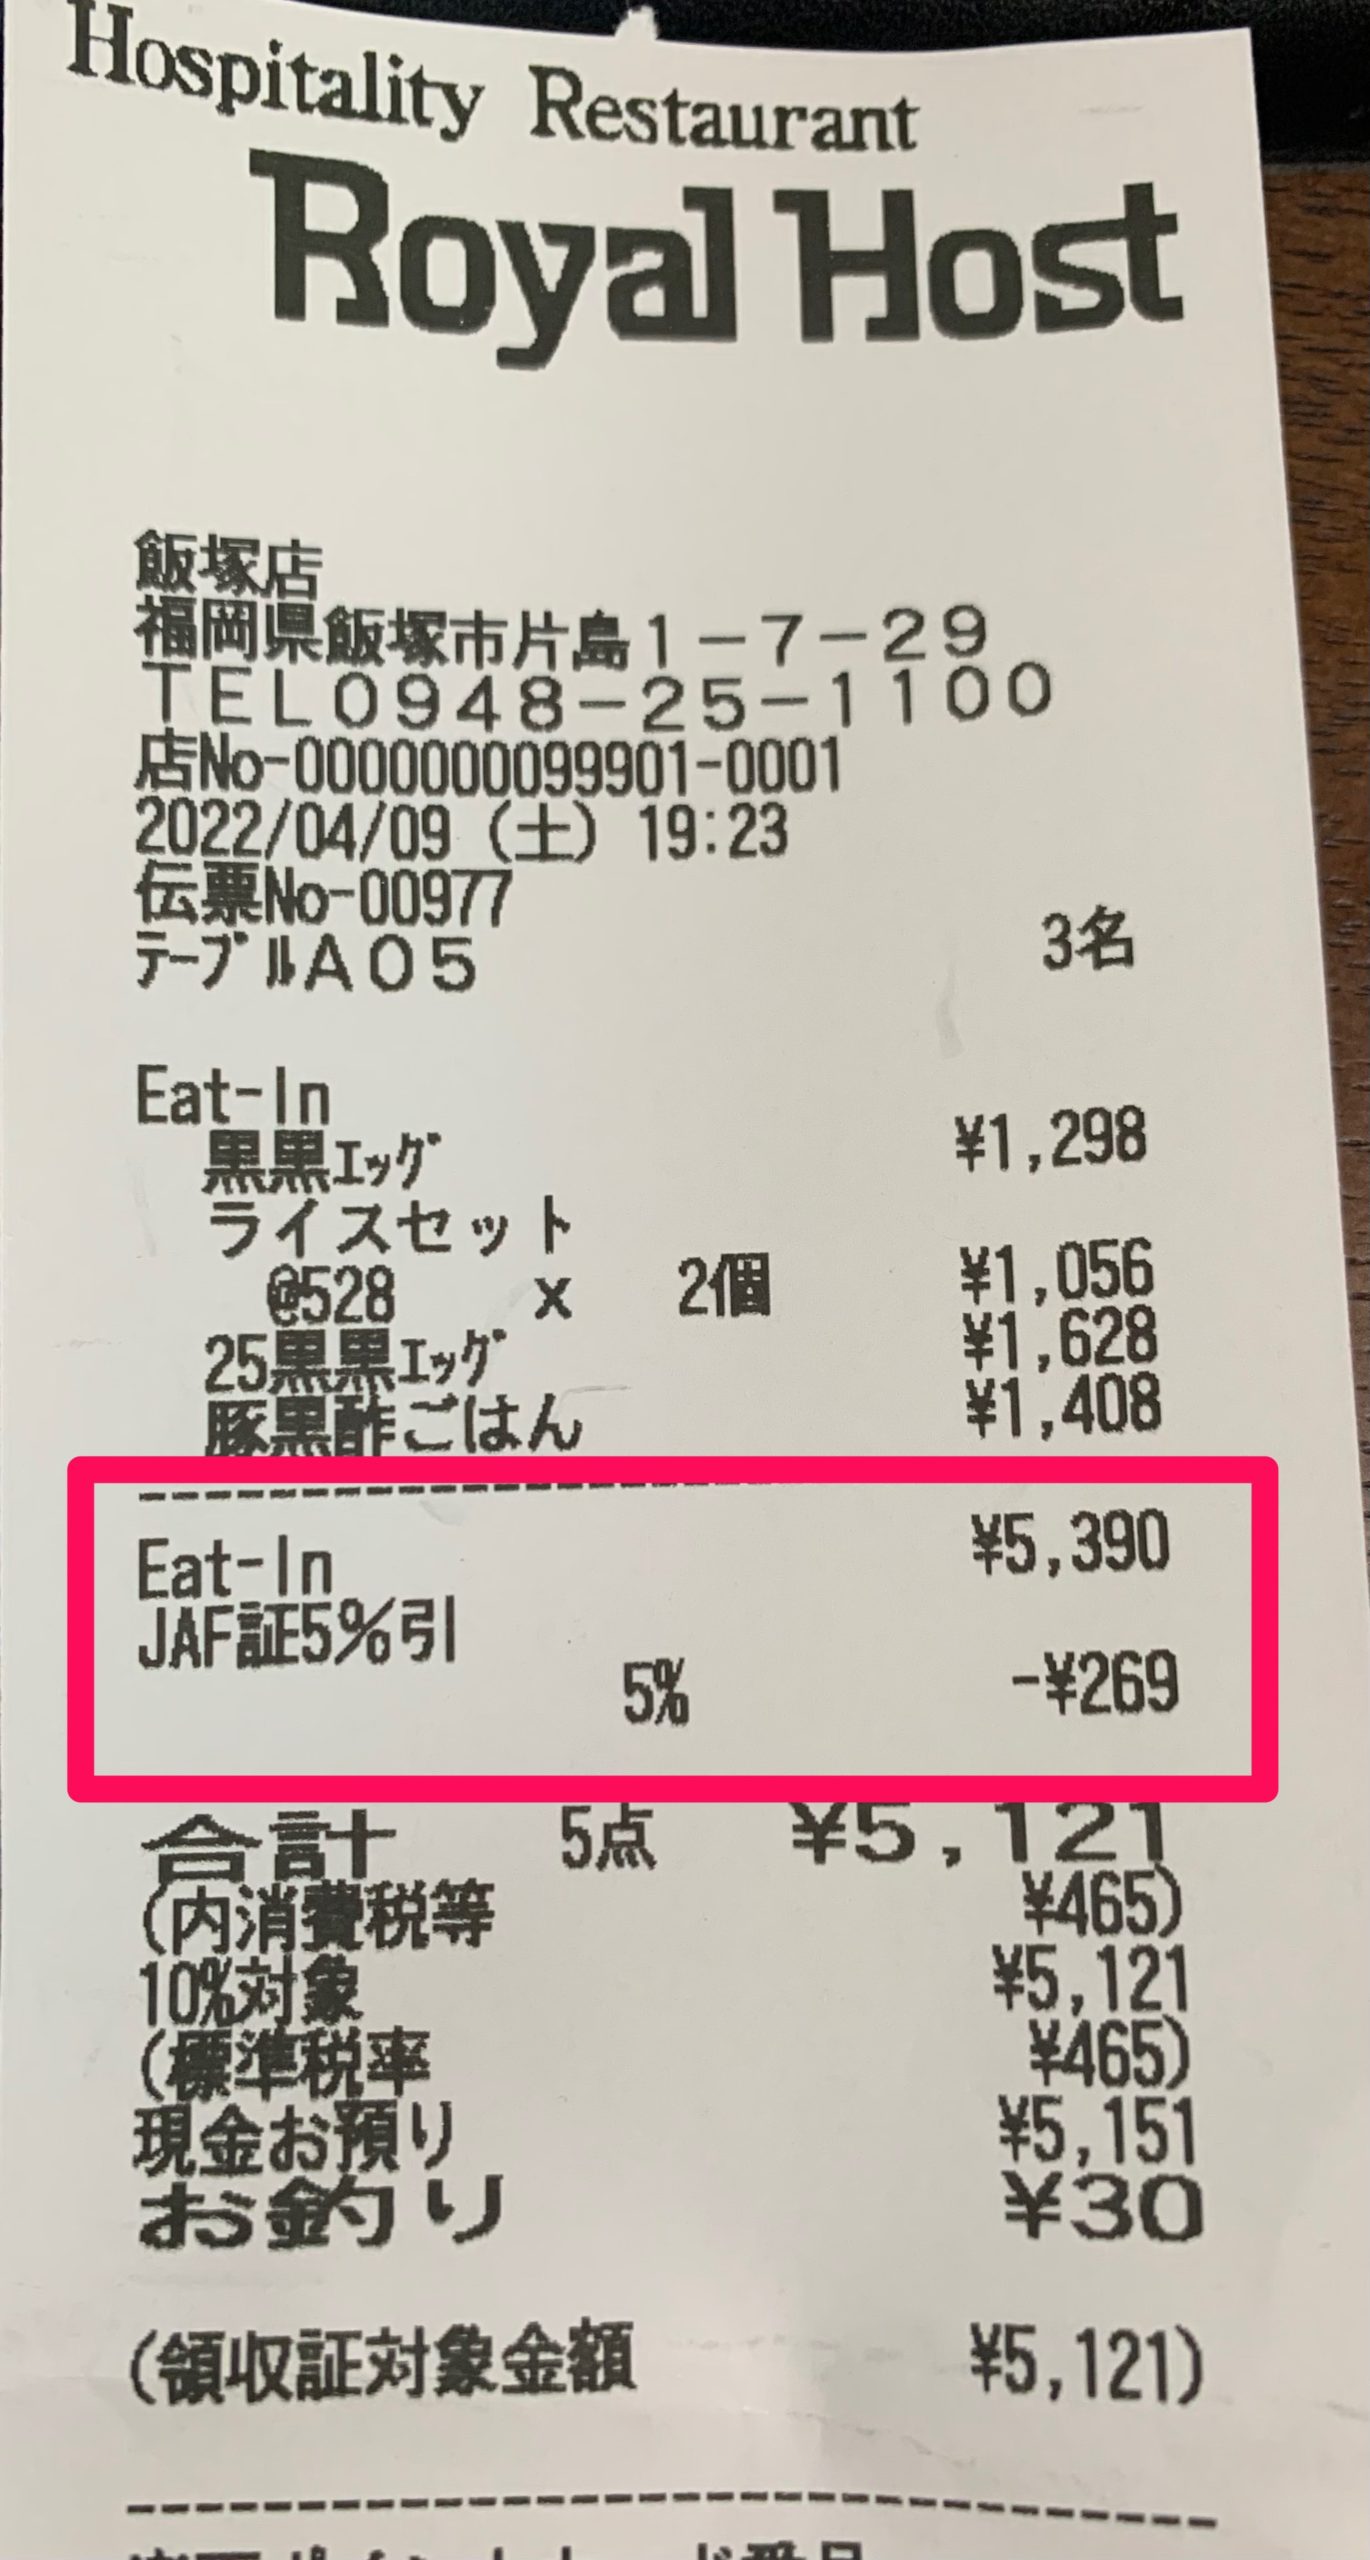 Hospitality Restaurant
Royal Host
飯塚店
福岡県飯塚市片島1-7-29
TEL0948-25-1100
店No-0000000099901-0001
2022/04/09 (土) 19:23
伝票No-00977
ﾃｰﾌﾞﾙA05 3名
Eat-In
黒黒ｴｯｸﾞ ¥1,298
ライスセット
@528 x 2個 ¥1,056
25黒黒ｴｯｸﾞ ¥1,628
豚黒酢ごはん ¥1,408
Eat-In ¥5,390
JAF証5%引
5% -¥269
合計 5点 ¥5,121
(内消費税等 ¥465)
10%対象 ¥5,121
(標準税率 ¥465)
現金お預り ¥5,151
お釣り ¥30
(領収証対象金額 ¥5,121)